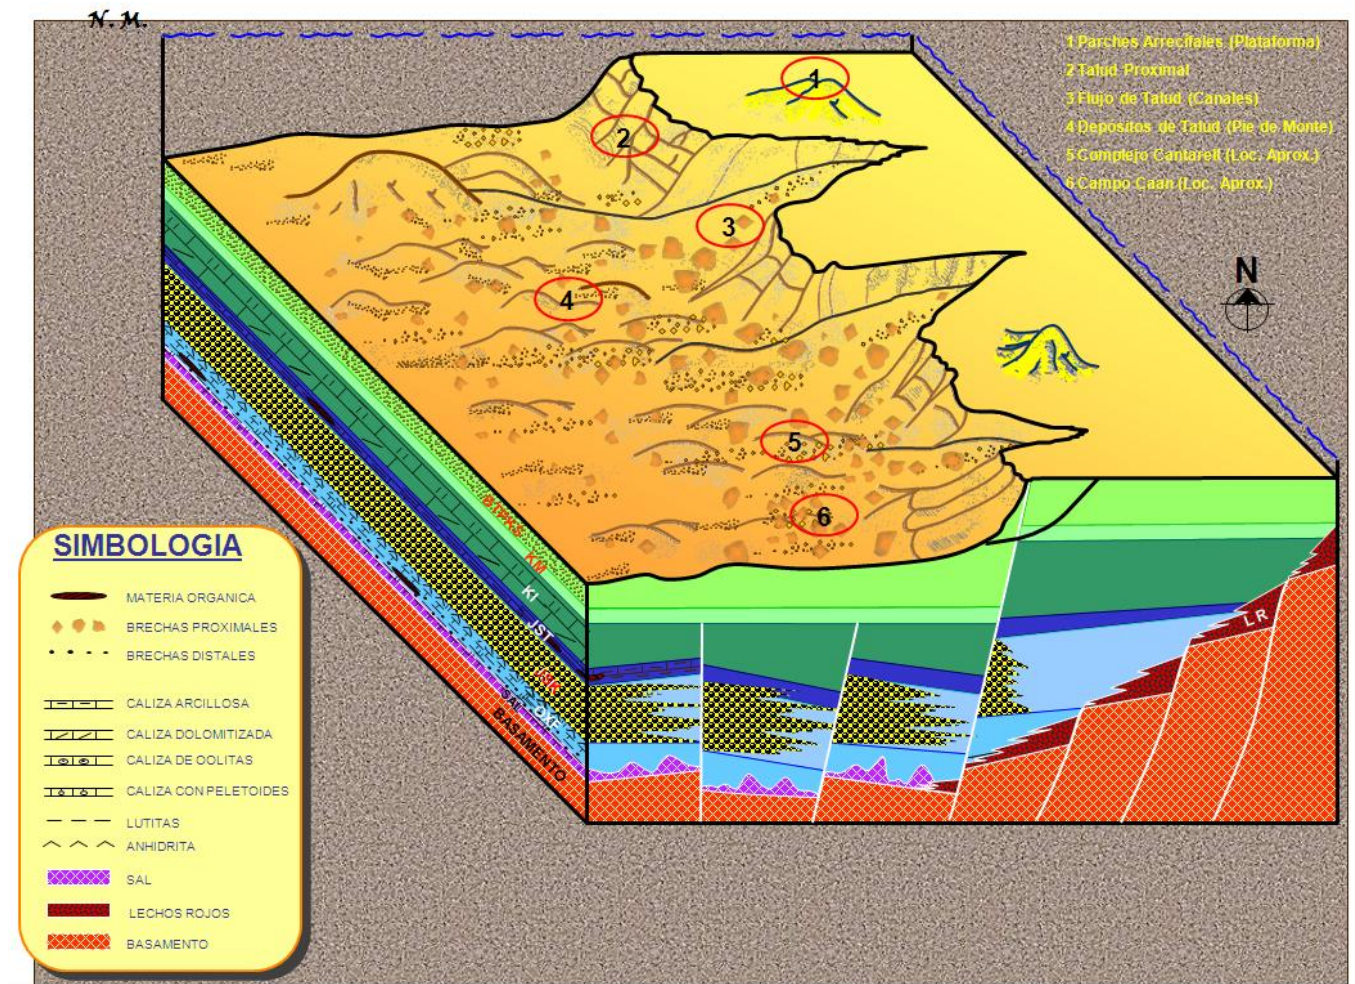 N. M.
1 Parches Arrecifales (Plataforma)
2 Talud Proximal
3 Flujo de Talud (Canales)
4 Depósitos de Talud (Pie de Monte)
5 Complejo Cantarell (Loc. Aprox.)
6 Campo Caan (Loc. Aprox.)
1
2
3
N
4
5
6
BTPKS
KM
KI
JST
JSK
OXF
SAL
BASAMENTO
LR
SIMBOLOGIA
MATERIA ORGANICA
BRECHAS PROXIMALES
BRECHAS DISTALES
CALIZA ARCILLOSA
CALIZA DOLOMITIZADA
CALIZA DE OOLITAS
CALIZA CON PELETOIDES
LUTITAS
ANHIDRITA
SAL
LECHOS ROJOS
BASAMENTO